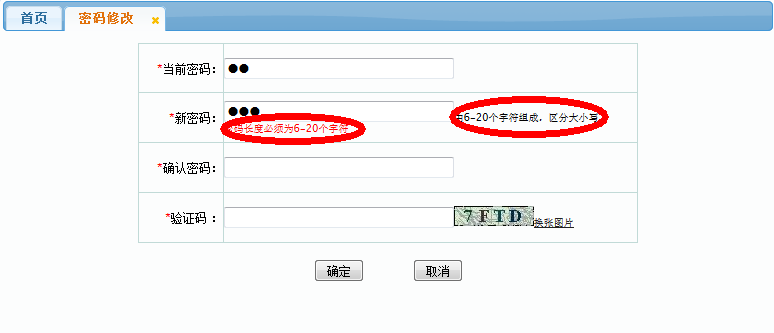 首页 密码修改
*当前密码： ●●
*新密码： ●●●
码长度必须为6-20个字符 由6-20个字符组成，区分大小写
*确认密码：
*验证码： 7FTD 换张图片
确定 取消